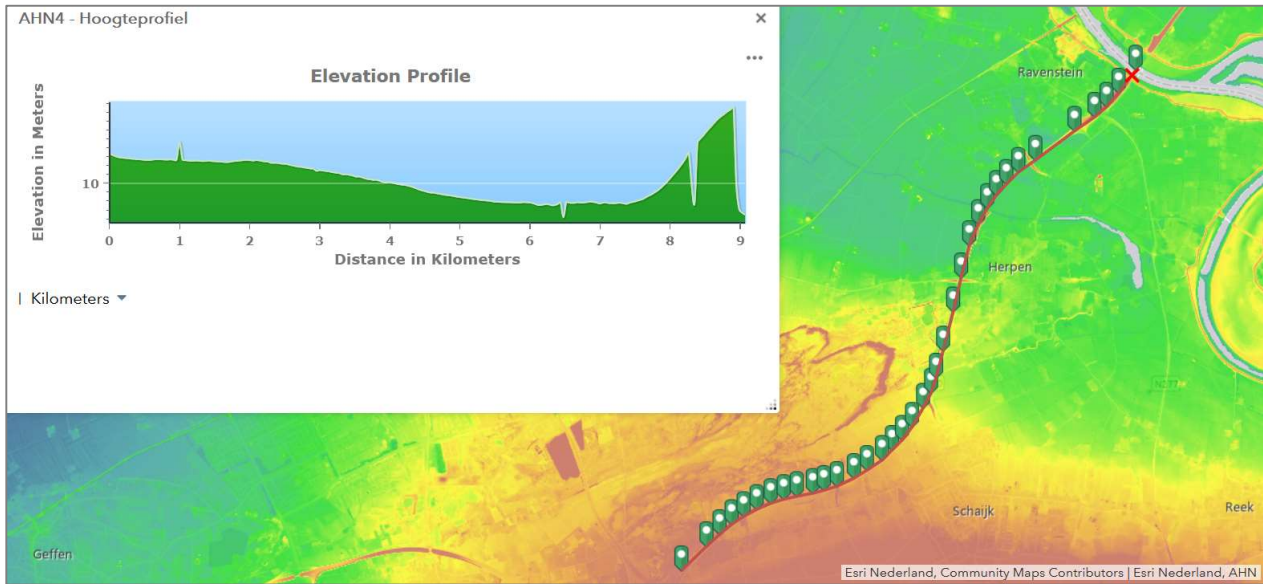 AHN4 - Hoogteprofiel
×
Elevation Profile
Elevation in Meters
10
0 1 2 3 4 5 6 7 8 9
Distance in Kilometers
| Kilometers
Ravenstein
Herpen
N277
Schaijk
Reek
Geffen
Esri Nederland, Community Maps Contributors | Esri Nederland, AHN